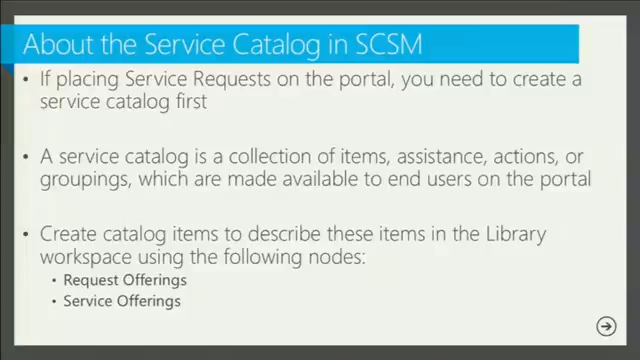 About the Service Catalog in SCSM
• If placing Service Requests on the portal, you need to create a
service catalog first
• A service catalog is a collection of items, assistance, actions, or
groupings, which are made available to end users on the portal
• Create catalog items to describe these items in the Library
workspace using the following nodes:
• Request Offerings
• Service Offerings